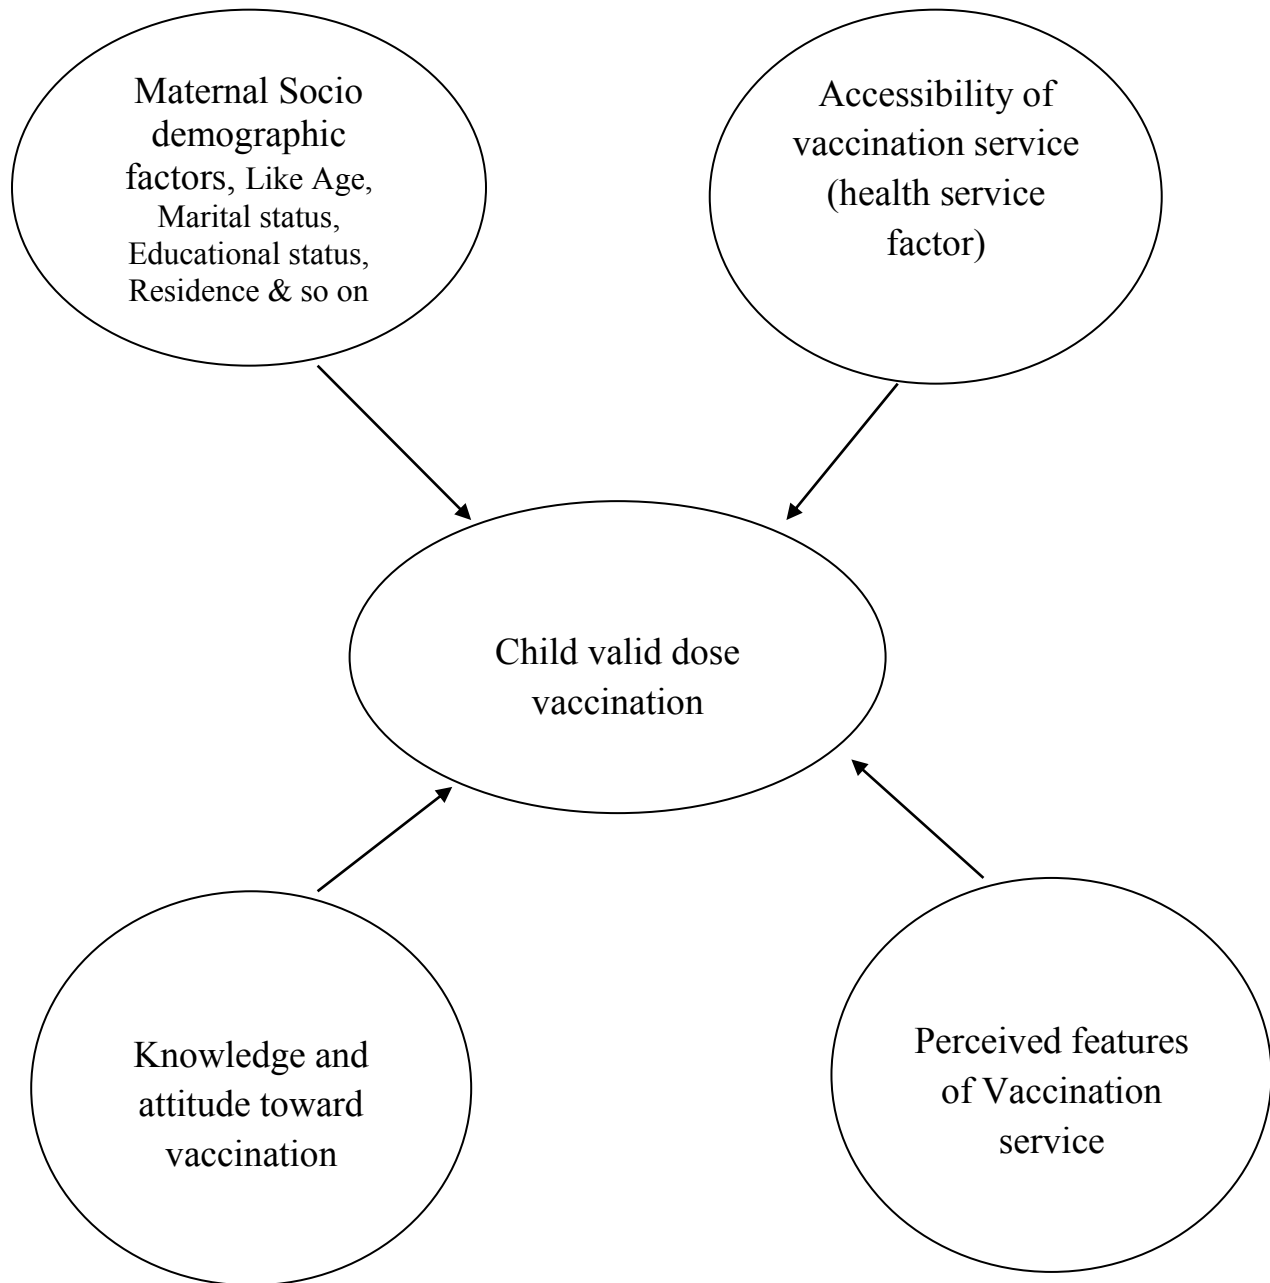 Maternal Socio
demographic
factors, Like Age,
Marital status,
Educational status,
Residence & so on
Accessibility of
vaccination service
(health service
factor)
Child valid dose
vaccination
Knowledge and
attitude toward
vaccination
Perceived features
of Vaccination
service